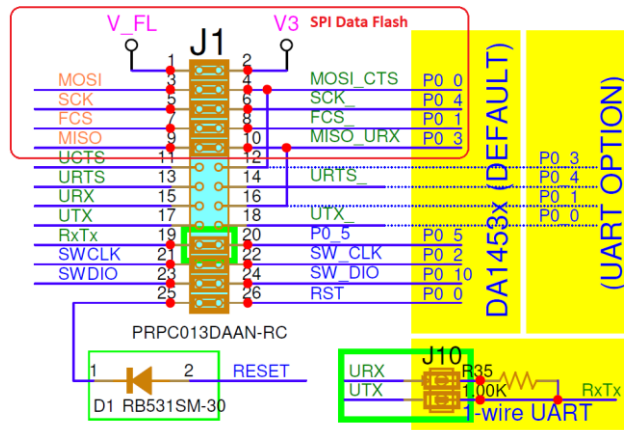 V_FL J1 V3 SPI Data Flash
1 2
MOSI 3 4 MOSI_CTS P0_0
SCK 5 6 SCK_ P0_4
FCS 7 8 FCS_ P0_1
MISO 9 10 MISO_URX P0_3
UCTS 11 12 P0_3
URTS 13 14 URTS_ P0_4
URX 15 16 P0_1
UTX 17 18 UTX_ P0_0
RxTx 19 20 P0_5 P0_5
SWCLK 21 22 SW_CLK P0_2
SWDIO 23 24 SW_DIO P0_10
25 26 RST P0_0
DA1453x (DEFAULT)
(UART OPTION)
PRPC013DAAN-RC
1 2 RESET
D1 RB531SM-30
J10
URX R35
UTX 1.00K RxTx
1-wire UART